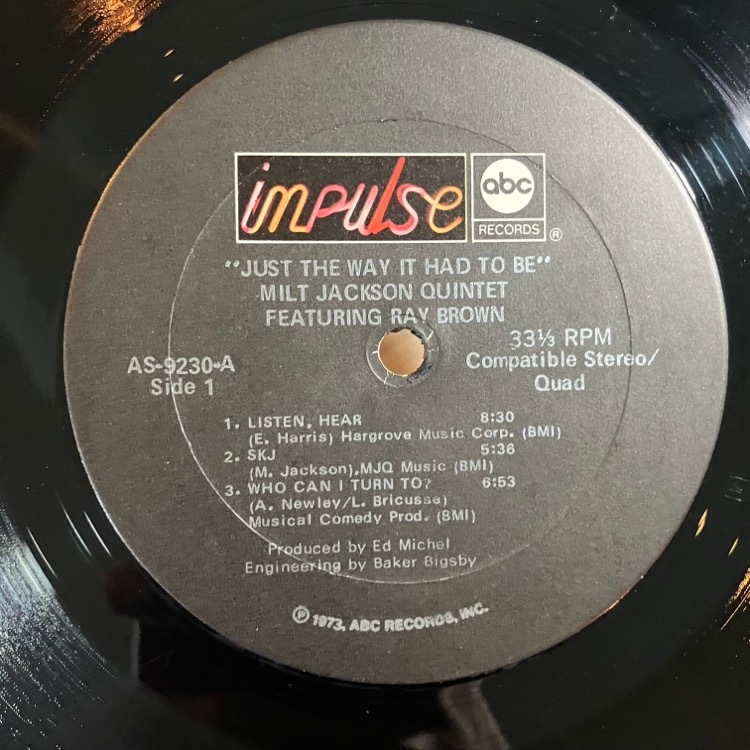 impulse
abc
RECORDS
®
"JUST THE WAY IT HAD TO BE"
MILT JACKSON QUINTET
FEATURING RAY BROWN
AS-9230-A
Side 1
33⅓ RPM
Compatible Stereo/
Quad
1. LISTEN, HEAR 8:30
(E. Harris) Hargrove Music Corp. (BMI)
2. SKJ 5:36
(M. Jackson),MJQ Music (BMI)
3. WHO CAN I TURN TO? 6:53
(A. Newley/L. Bricusse)
Musical Comedy Prod. (BMI)
Produced by Ed Michel
Engineering by Baker Bigsby
℗ 1973, ABC RECORDS, INC.